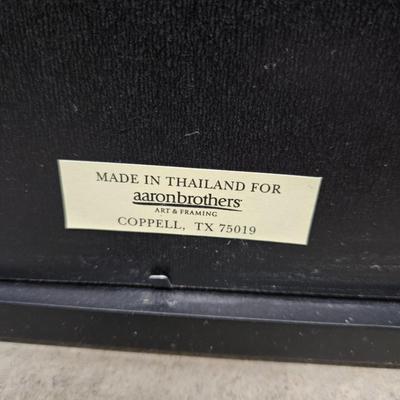 MADE IN THAILAND FOR
aaronbrothers
ART & FRAMING
COPPELL, TX 75019